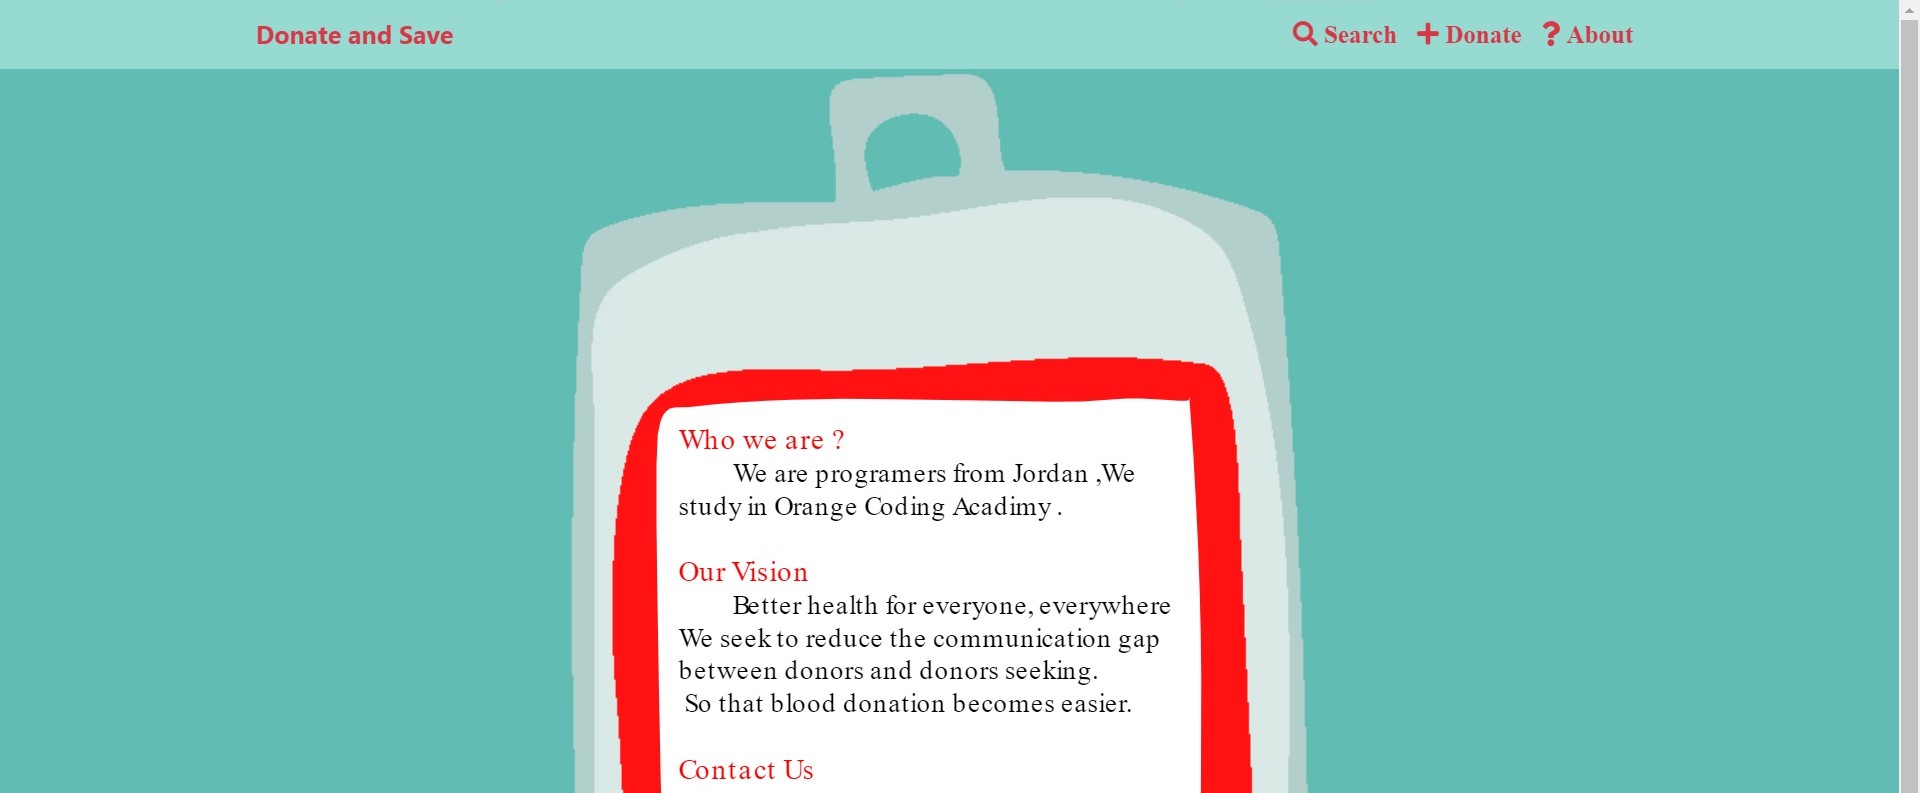 Donate and Save
Search Donate About
Who we are ?
We are programers from Jordan ,We
study in Orange Coding Acadimy .
Our Vision
Better health for everyone, everywhere
We seek to reduce the communication gap
between donors and donors seeking.
So that blood donation becomes easier.
Contact Us